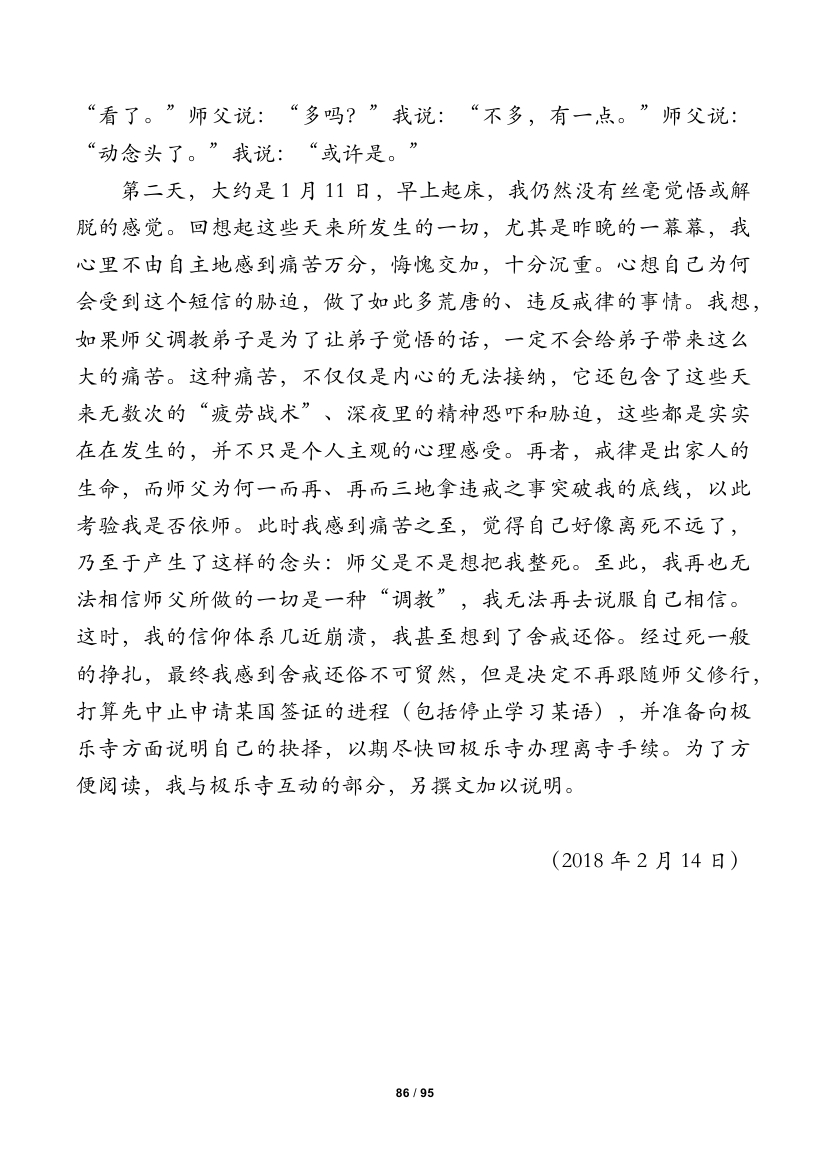 “看了。”师父说：“多吗？”我说：“不多，有一点。”师父说：
“动念头了。”我说：“或许是。”
第二天，大约是 1 月 11 日，早上起床，我仍然没有丝毫觉悟或解
脱的感觉。回想起这些天来所发生的一切，尤其是昨晚的一幕幕，我
心里不由自主地感到痛苦万分，悔愧交加，十分沉重。心想自己为何
会受到这个短信的胁迫，做了如此多荒唐的、违反戒律的事情。我想，
如果师父调教弟子是为了让弟子觉悟的话，一定不会给弟子带来这么
大的痛苦。这种痛苦，不仅仅是内心的无法接纳，它还包含了这些天
来无数次的“疲劳战术”、深夜里的精神恐吓和胁迫，这些都是实实
在在发生的，并不只是个人主观的心理感受。再者，戒律是出家人的
生命，而师父为何一而再、再而三地拿违戒之事突破我的底线，以此
考验我是否依师。此时我感到痛苦之至，觉得自己好像离死不远了，
乃至于产生了这样的念头：师父是不是想把我整死。至此，我再也无
法相信师父所做的一切是一种“调教”，我无法再去说服自己相信。
这时，我的信仰体系几近崩溃，我甚至想到了舍戒还俗。经过死一般
的挣扎，最终我感到舍戒还俗不可贸然，但是决定不再跟随师父修行，
打算先中止申请某国签证的进程（包括停止学习某语），并准备向极
乐寺方面说明自己的抉择，以期尽快回极乐寺办理离寺手续。为了方
便阅读，我与极乐寺互动的部分，另撰文加以说明。
（2018 年 2 月 14 日）
86 / 95